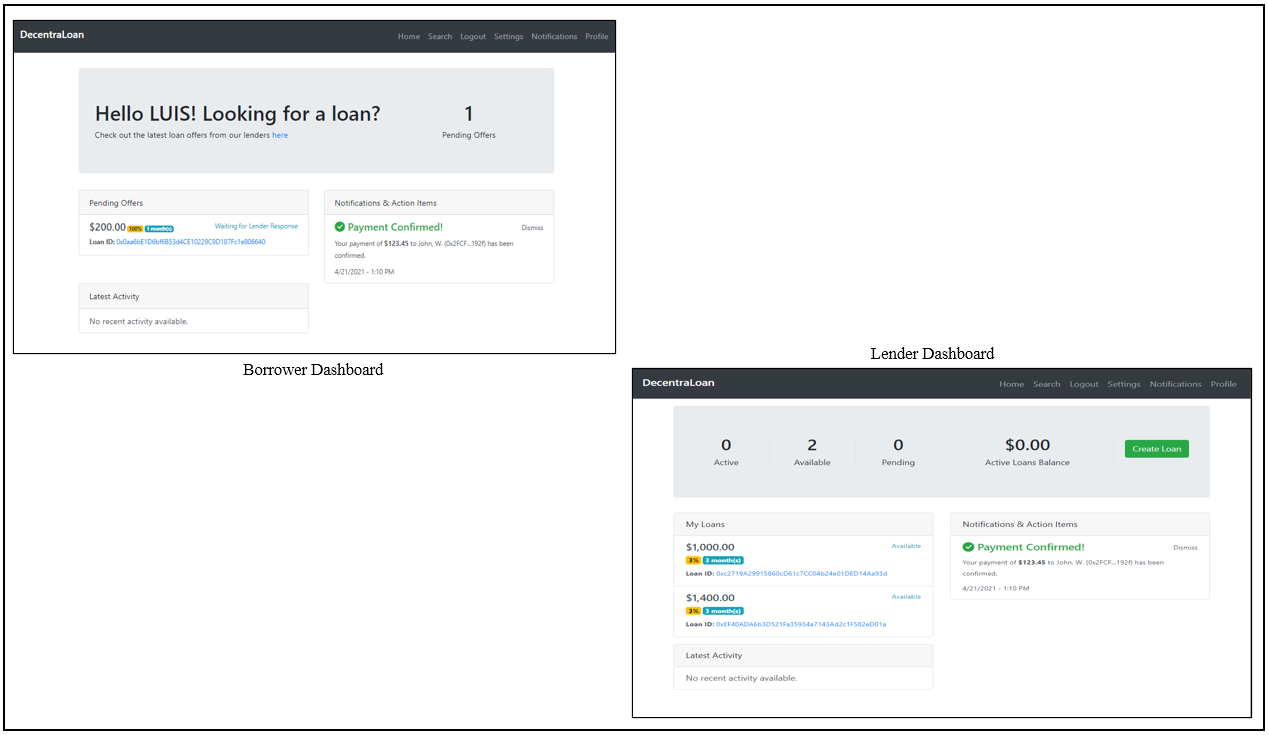 DecentraLoan
Home Search Logout Settings Notifications Profile
Hello LUIS! Looking for a loan?
Check out the latest loan offers from our lenders here
1
Pending Offers
Pending Offers
$200.00 100% 1 month(s) Waiting for Lender Response
Loan ID: 0x0aa6bE1D6bf6B53d4CE10229C9D187Fc1e806640
Notifications & Action Items
Payment Confirmed! Dismiss
Your payment of $123.45 to John, W. (0x2FCF...192f) has been
confirmed.
4/21/2021 - 1:10 PM
Latest Activity
No recent activity available.
Borrower Dashboard
Lender Dashboard
DecentraLoan
Home Search Logout Settings Notifications Profile
0 2 0 $0.00
Active Available Pending Active Loans Balance
Create Loan
My Loans
$1,000.00 Available
3% 3 month(s)
Loan ID: 0xc2719A29915860cD61c7CC04b24e01DED14Aa93d
$1,400.00 Available
3% 3 month(s)
Loan ID: 0xEF40ADA6b3D521Fa35934a7143Ad2c1F582eD01a
Notifications & Action Items
Payment Confirmed! Dismiss
Your payment of $123.45 to John, W. (0x2FCF...192f) has been
confirmed.
4/21/2021 - 1:10 PM
Latest Activity
No recent activity available.